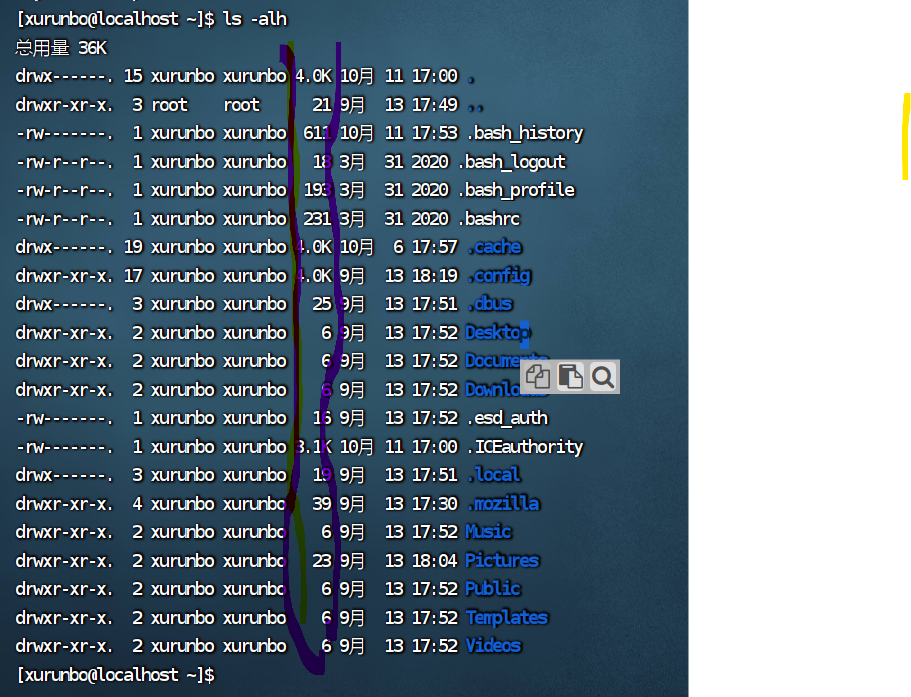 [xurunbo@localhost ~]$ ls -alh
总用量 36K
drwx------. 15 xurunbo xurunbo 4.0K 10月 11 17:00 .
drwxr-xr-x. 3 root root 21 9月 13 17:49 ..
-rw-------. 1 xurunbo xurunbo 611 10月 11 17:53 .bash_history
-rw-r--r--. 1 xurunbo xurunbo 18 3月 31 2020 .bash_logout
-rw-r--r--. 1 xurunbo xurunbo 193 3月 31 2020 .bash_profile
-rw-r--r--. 1 xurunbo xurunbo 231 3月 31 2020 .bashrc
drwx------. 19 xurunbo xurunbo 4.0K 10月 6 17:57 .cache
drwxr-xr-x. 17 xurunbo xurunbo 4.0K 9月 13 18:19 .config
drwx------. 3 xurunbo xurunbo 25 9月 13 17:51 .dbus
drwxr-xr-x. 2 xurunbo xurunbo 6 9月 13 17:52 Desktop
drwxr-xr-x. 2 xurunbo xurunbo 6 9月 13 17:52 Documents
drwxr-xr-x. 2 xurunbo xurunbo 6 9月 13 17:52
-rw-------. 1 xurunbo xurunbo 16 9月 13 17:52 .esd_auth
-rw-------. 1 xurunbo xurunbo 3.1K 10月 11 17:00 .ICEauthority
drwx------. 3 xurunbo xurunbo 19 9月 13 17:51 .local
drwxr-xr-x. 4 xurunbo xurunbo 39 9月 13 17:30 .mozilla
drwxr-xr-x. 2 xurunbo xurunbo 6 9月 13 17:52 Music
drwxr-xr-x. 2 xurunbo xurunbo 23 9月 13 18:04 Pictures
drwxr-xr-x. 2 xurunbo xurunbo 6 9月 13 17:52 Public
drwxr-xr-x. 2 xurunbo xurunbo 6 9月 13 17:52 Templates
drwxr-xr-x. 2 xurunbo xurunbo 6 9月 13 17:52 Videos
[xurunbo@localhost ~]$